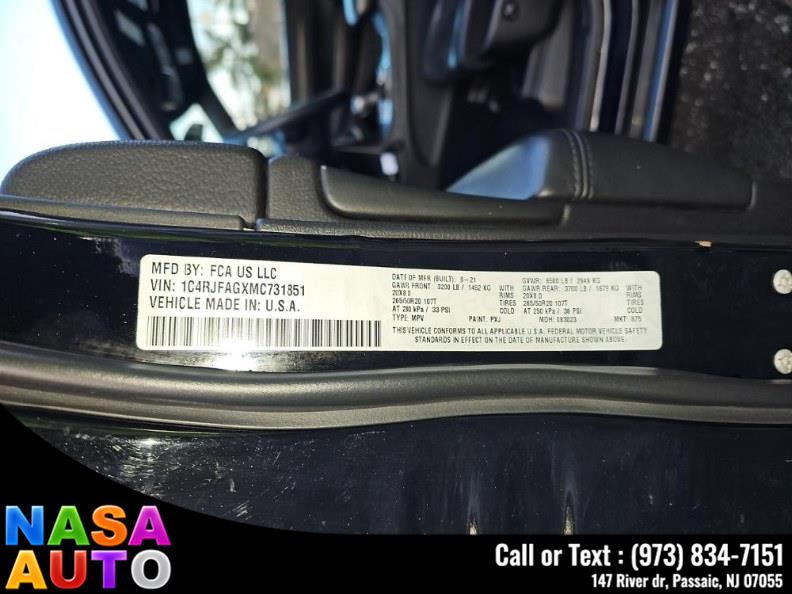 MFD BY: FCA US LLC
VIN: 1C4RJFAGXMC731851
VEHICLE MADE IN: U.S.A.
DATE OF MFR (BUILT): 8-21 GVWR: 6500 LB / 2949 KG
GAWR FRONT: 3200 LB / 1452 KG WITH GAWR REAR: 3700 LB / 1678 KG WITH
20X8.0 RIMS 20X8.0 RIMS
265/50R20 107T TIRES 265/50R20 107T TIRES
AT 230 kPa / 33 PSI COLD AT 250 kPa / 36 PSI COLD
TYPE: MPV PAINT: PXJ MDH: 083023 MKT: 875
THIS VEHICLE CONFORMS TO ALL APPLICABLE U.S.A. FEDERAL MOTOR VEHICLE SAFETY
STANDARDS IN EFFECT ON THE DATE OF MANUFACTURE SHOWN ABOVE.
NASA
AUTO
Call or Text : (973) 834-7151
147 River dr, Passaic, NJ 07055